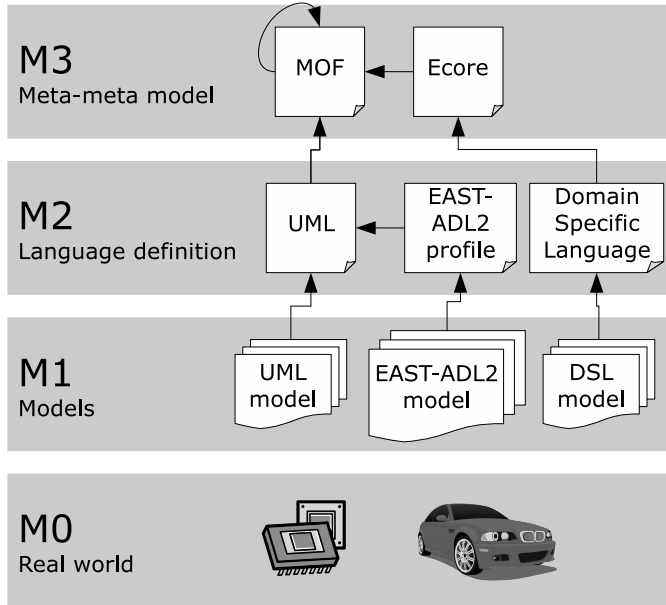 M3
Meta-meta model
MOF
Ecore
M2
Language definition
UML
EAST-
ADL2
profile
Domain
Specific
Language
M1
Models
UML
model
EAST-ADL2
model
DSL
model
M0
Real world